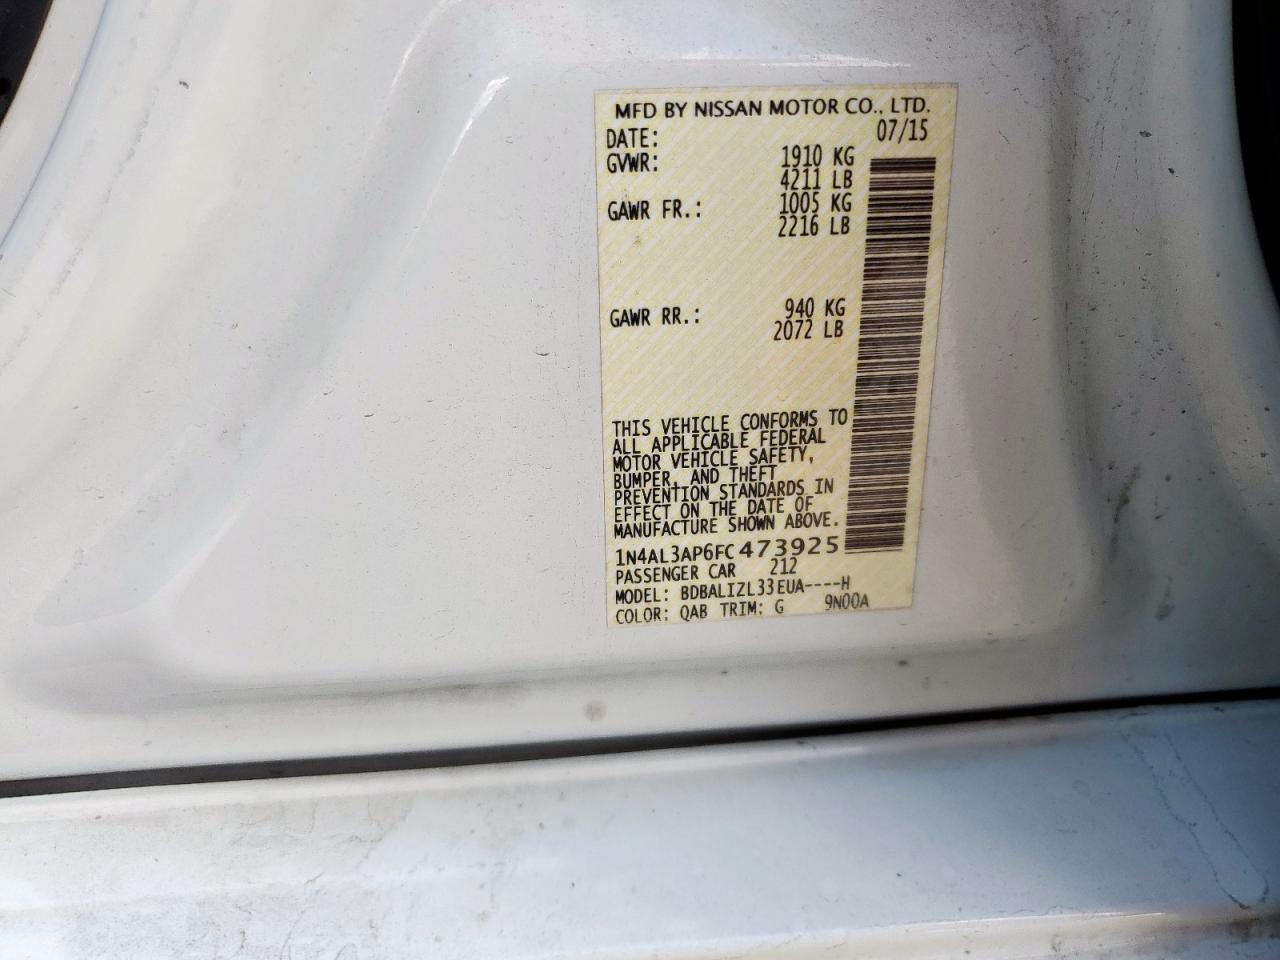 MFD BY NISSAN MOTOR CO., LTD.
DATE: 07/15
GVWR: 1910 KG
4211 LB
GAWR FR.: 1005 KG
2216 LB
GAWR RR.: 940 KG
2072 LB
THIS VEHICLE CONFORMS TO
ALL APPLICABLE FEDERAL
MOTOR VEHICLE SAFETY,
BUMPER, AND THEFT
PREVENTION STANDARDS IN
EFFECT ON THE DATE OF
MANUFACTURE SHOWN ABOVE.
1N4AL3AP6FC473925
PASSENGER CAR 212
MODEL: BDBALIZL33EUA----H
COLOR: QAB TRIM: G 9N00A